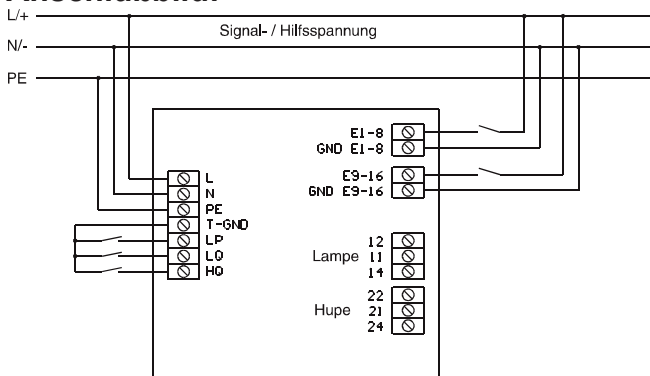 L/+
Signal- / Hilfsspannung
N/-
PE
E1-8
GND E1-8
E9-16
GND E9-16
L
N
PE
T-GND
LP
LQ
HQ
12
Lampe 11
14
22
Hupe 21
24